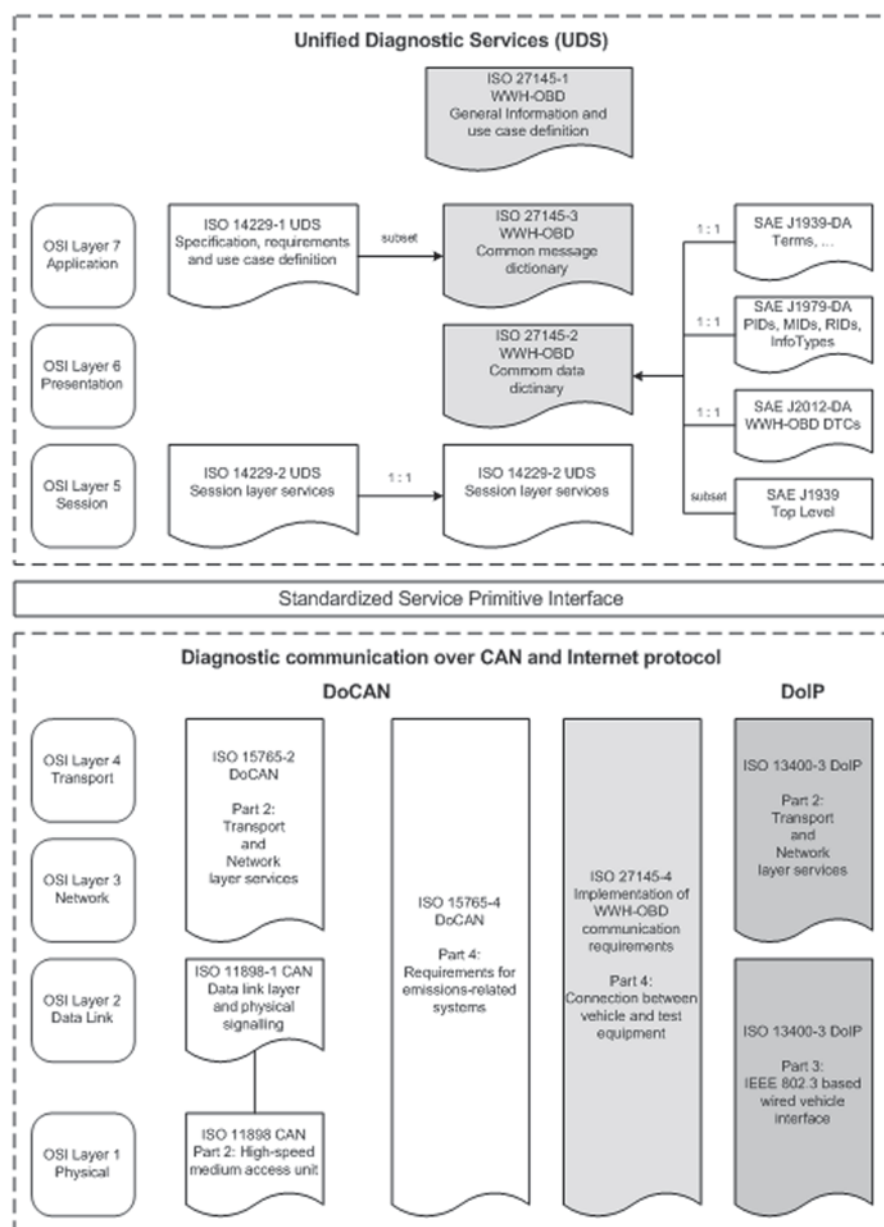 Unified Diagnostic Services (UDS)
ISO 27145-1
WWH-OBD
General Information and
use case definition
OSI Layer 7
Application
ISO 14229-1 UDS
Specification, requirements
and use case definition
subset
ISO 27145-3
WWH-OBD
Common message
dictionary
1 : 1
SAE J1939-DA
Terms, ...
1 : 1
SAE J1979-DA
PIDs, MIDs, RIDs,
InfoTypes
OSI Layer 6
Presentation
ISO 27145-2
WWH-OBD
Commom data
dictinary
1 : 1
SAE J2012-DA
WWH-OBD DTCs
OSI Layer 5
Session
ISO 14229-2 UDS
Session layer services
1 : 1
ISO 14229-2 UDS
Session layer services
subset
SAE J1939
Top Level
Standardized Service Primitive Interface
Diagnostic communication over CAN and Internet protocol
DoCAN
DoIP
OSI Layer 4
Transport
OSI Layer 3
Network
OSI Layer 2
Data Link
OSI Layer 1
Physical
ISO 15765-2
DoCAN
Part 2:
Transport
and
Network
layer services
ISO 11898-1 CAN
Data link layer
and physical
signalling
ISO 11898 CAN
Part 2: High-speed
medium access unit
ISO 15765-4
DoCAN
Part 4:
Requirements for
emissions-related
systems
ISO 27145-4
Implementation of
WWH-OBD
communication
requirements
Part 4:
Connection between
vehicle and test
equipment
ISO 13400-3 DoIP
Part 2:
Transport
and
Network
layer services
ISO 13400-3 DoIP
Part 3:
IEEE 802.3 based
wired vehicle
interface